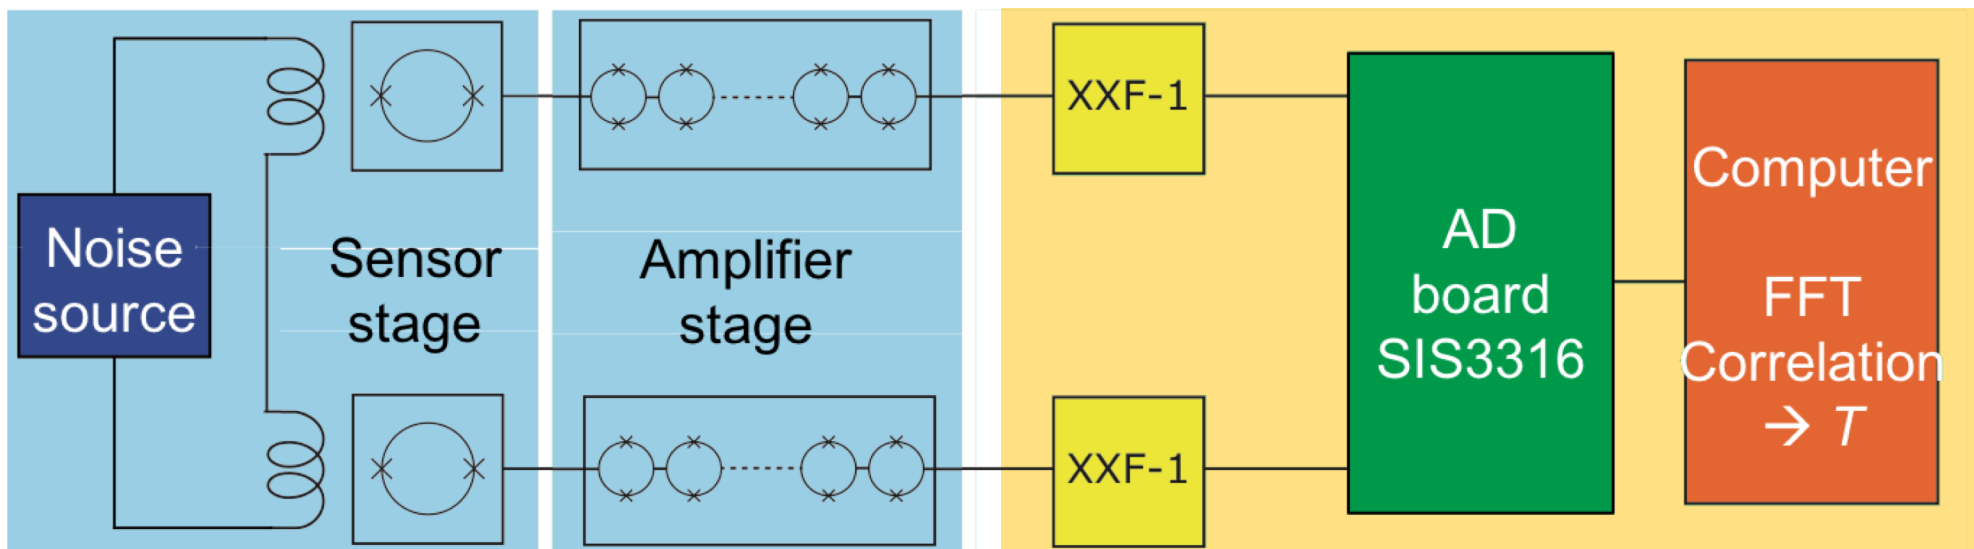 Noise
source
Sensor
stage
Amplifier
stage
XXF-1
XXF-1
AD
board
SIS3316
Computer
FFT
Correlation
→ T